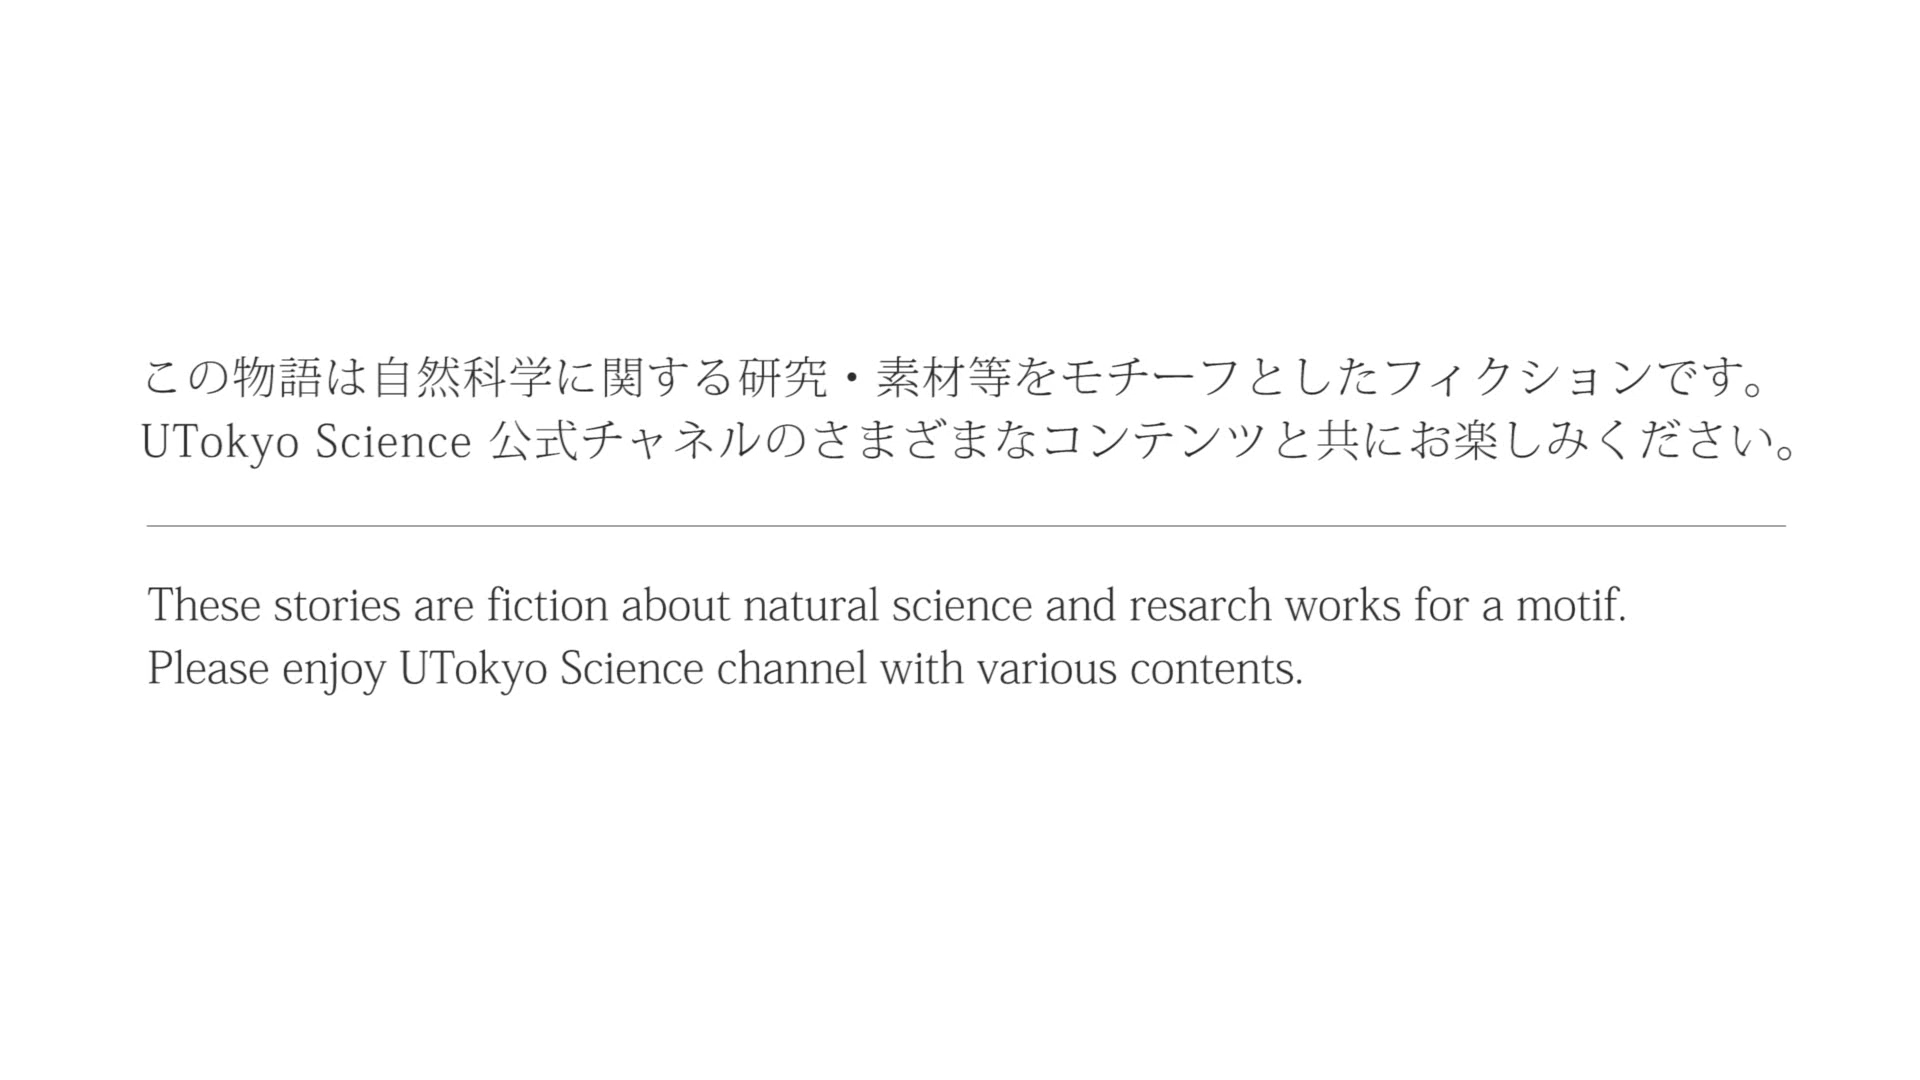 この物語は自然科学に関する研究・素材等をモチーフとしたフィクションです。
UTokyo Science 公式チャネルのさまざまなコンテンツと共にお楽しみください。
These stories are fiction about natural science and resarch works for a motif.
Please enjoy UTokyo Science channel with various contents.